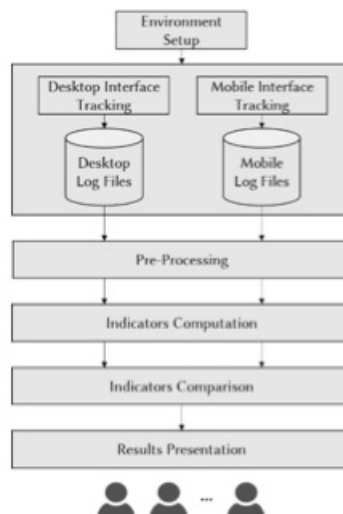 Environment
Setup
Desktop Interface
Tracking
Mobile Interface
Tracking
Desktop
Log Files
Mobile
Log Files
Pre-Processing
Indicators Computation
Indicators Comparison
Results Presentation
...